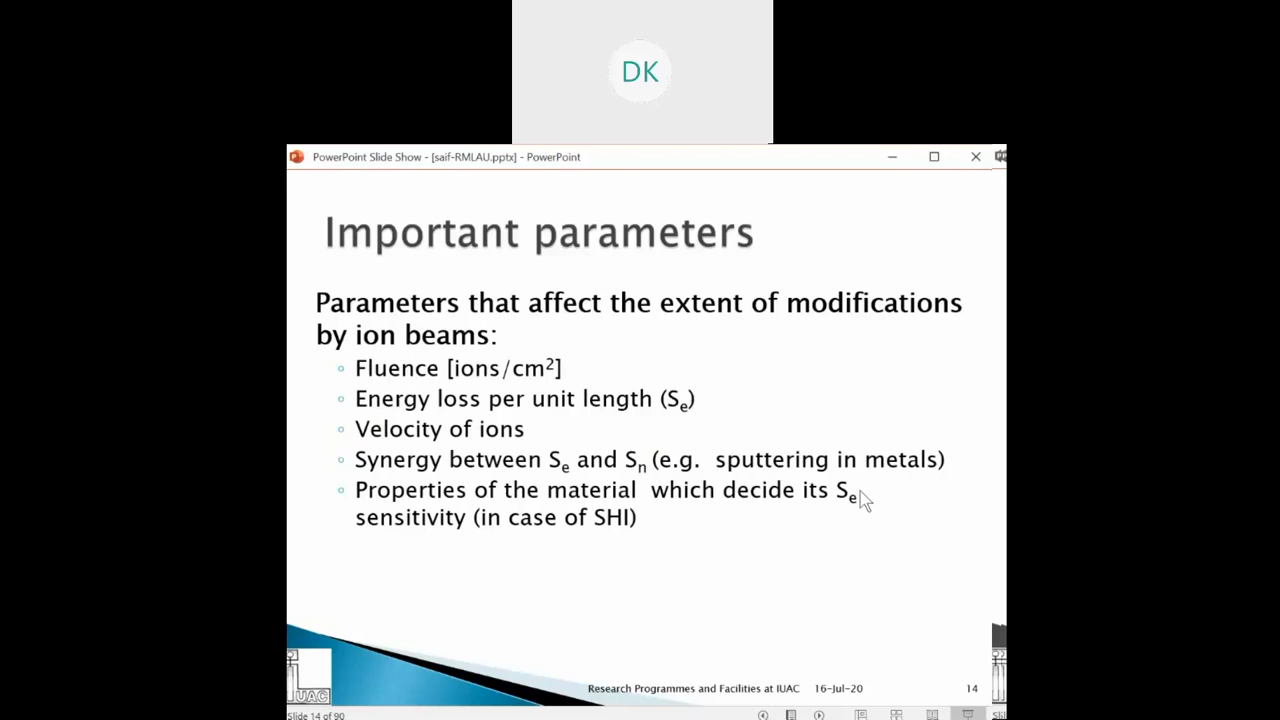 DK
PowerPoint Slide Show - [saif-RMLAU.pptx] - PowerPoint
Important parameters
Parameters that affect the extent of modifications
by ion beams:
◦ Fluence [ions/cm²]
◦ Energy loss per unit length (Sₑ)
◦ Velocity of ions
◦ Synergy between Sₑ and Sₙ (e.g. sputtering in metals)
◦ Properties of the material which decide its Sₑ
sensitivity (in case of SHI)
IUAC
Research Programmes and Facilities at IUAC 16-Jul-20 14
Slide 14 of 90